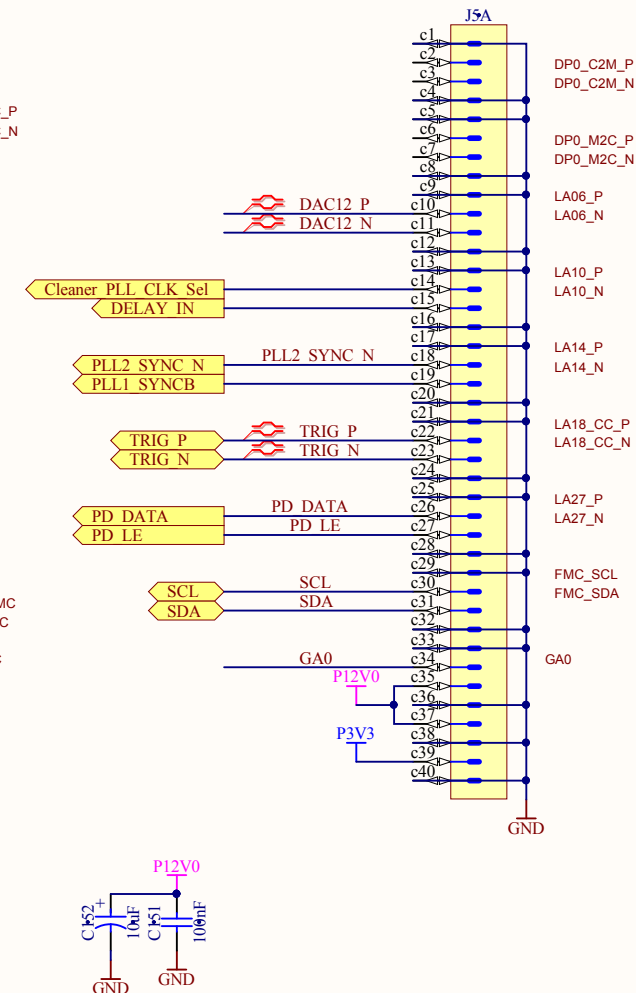 J5A
c1
c2 DP0_C2M_P
c3 DP0_C2M_N
c4
c5
_P
c6 DP0_M2C_P
_N
c7 DP0_M2C_N
c8
c9 LA06_P
DAC12_P c10 LA06_N
DAC12_N c11
c12
c13 LA10_P
Cleaner_PLL_CLK_Sel c14 LA10_N
DELAY_IN c15
c16
c17 LA14_P
PLL2_SYNC_N PLL2_SYNC_N c18 LA14_N
PLL1_SYNCB c19
c20
c21 LA18_CC_P
TRIG_P TRIG_P c22 LA18_CC_N
TRIG_N TRIG_N c23
c24
c25 LA27_P
PD_DATA PD_DATA c26 LA27_N
PD_LE PD_LE c27
c28
c29 FMC_SCL
SCL SCL c30 FMC_SDA
SDA SDA c31
MC
C
c32
c33
GA0 c34 GA0
P12V0 c35
c36
c37
P3V3 c38
c39
c40
GND
P12V0
C152 + 10uF C151 100nF
GND GND